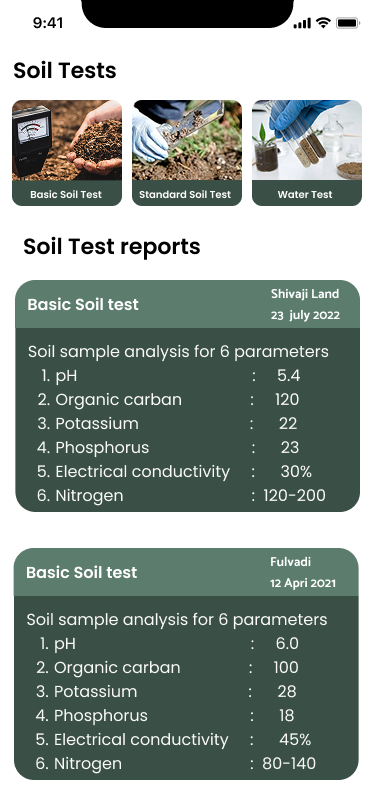 9:41
Soil Tests
Basic Soil Test
Standard Soil Test
Water Test
Soil Test reports
Basic Soil test
Shivaji Land
23 july 2022
Soil sample analysis for 6 parameters
1. pH : 5.4
2. Organic carban : 120
3. Potassium : 22
4. Phosphorus : 23
5. Electrical conductivity : 30%
6. Nitrogen : 120-200
Basic Soil test
Fulvadi
12 Apri 2021
Soil sample analysis for 6 parameters
1. pH : 6.0
2. Organic carban : 100
3. Potassium : 28
4. Phosphorus : 18
5. Electrical conductivity : 45%
6. Nitrogen : 80-140